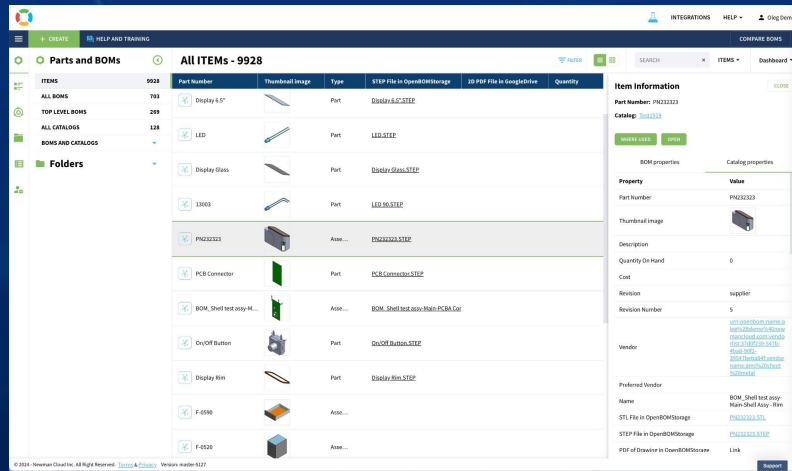 INTEGRATIONS HELP Oleg Dem
+ CREATE HELP AND TRAINING COMPARE BOMS
Parts and BOMs
All ITEMs - 9928 FILTER SEARCH × ITEMS Dashboard
ITEMS 9928
ALL BOMS 703
TOP LEVEL BOMS 269
ALL CATALOGS 128
BOMS AND CATALOGS
Folders
Part Number Thumbnail image Type STEP File in OpenBOMStorage 2D PDF File in GoogleDrive Quantity
Display 6.5" Part Display 6.5".STEP
LED Part LED.STEP
Display Glass Part Display Glass.STEP
13003 Part LED 90.STEP
PN232323 Asse... PN232323.STEP
PCB Connector Part PCB Connector.STEP
BOM_Shell test assy-M... Asse... BOM_Shell test assy-Main-PCBA Cor
On/Off Button Part On/Off Button.STEP
Display Rim Part Display Rim.STEP
F-0590 Asse...
F-0520 Asse...
Item Information CLOSE
Part Number: PN232323
Catalog: Test1919
WHERE USED OPEN
BOM properties Catalog properties
Property Value
Part Number PN232323
Thumbnail image
Description
Quantity On Hand 0
Cost
Revision supplier
Revision Number 5
Vendor
Preferred Vendor
Name BOM_Shell test assy-
Main-Shell Assy - Rim
STL File in OpenBOMStorage PN232323.STL
STEP File in OpenBOMStorage PN232323.STEP
PDF of Drawing in OpenBOMStorage Link
© 2024 - Newman Cloud Inc. All Right Reserved. Terms & Privacy Version: master-5127
Support